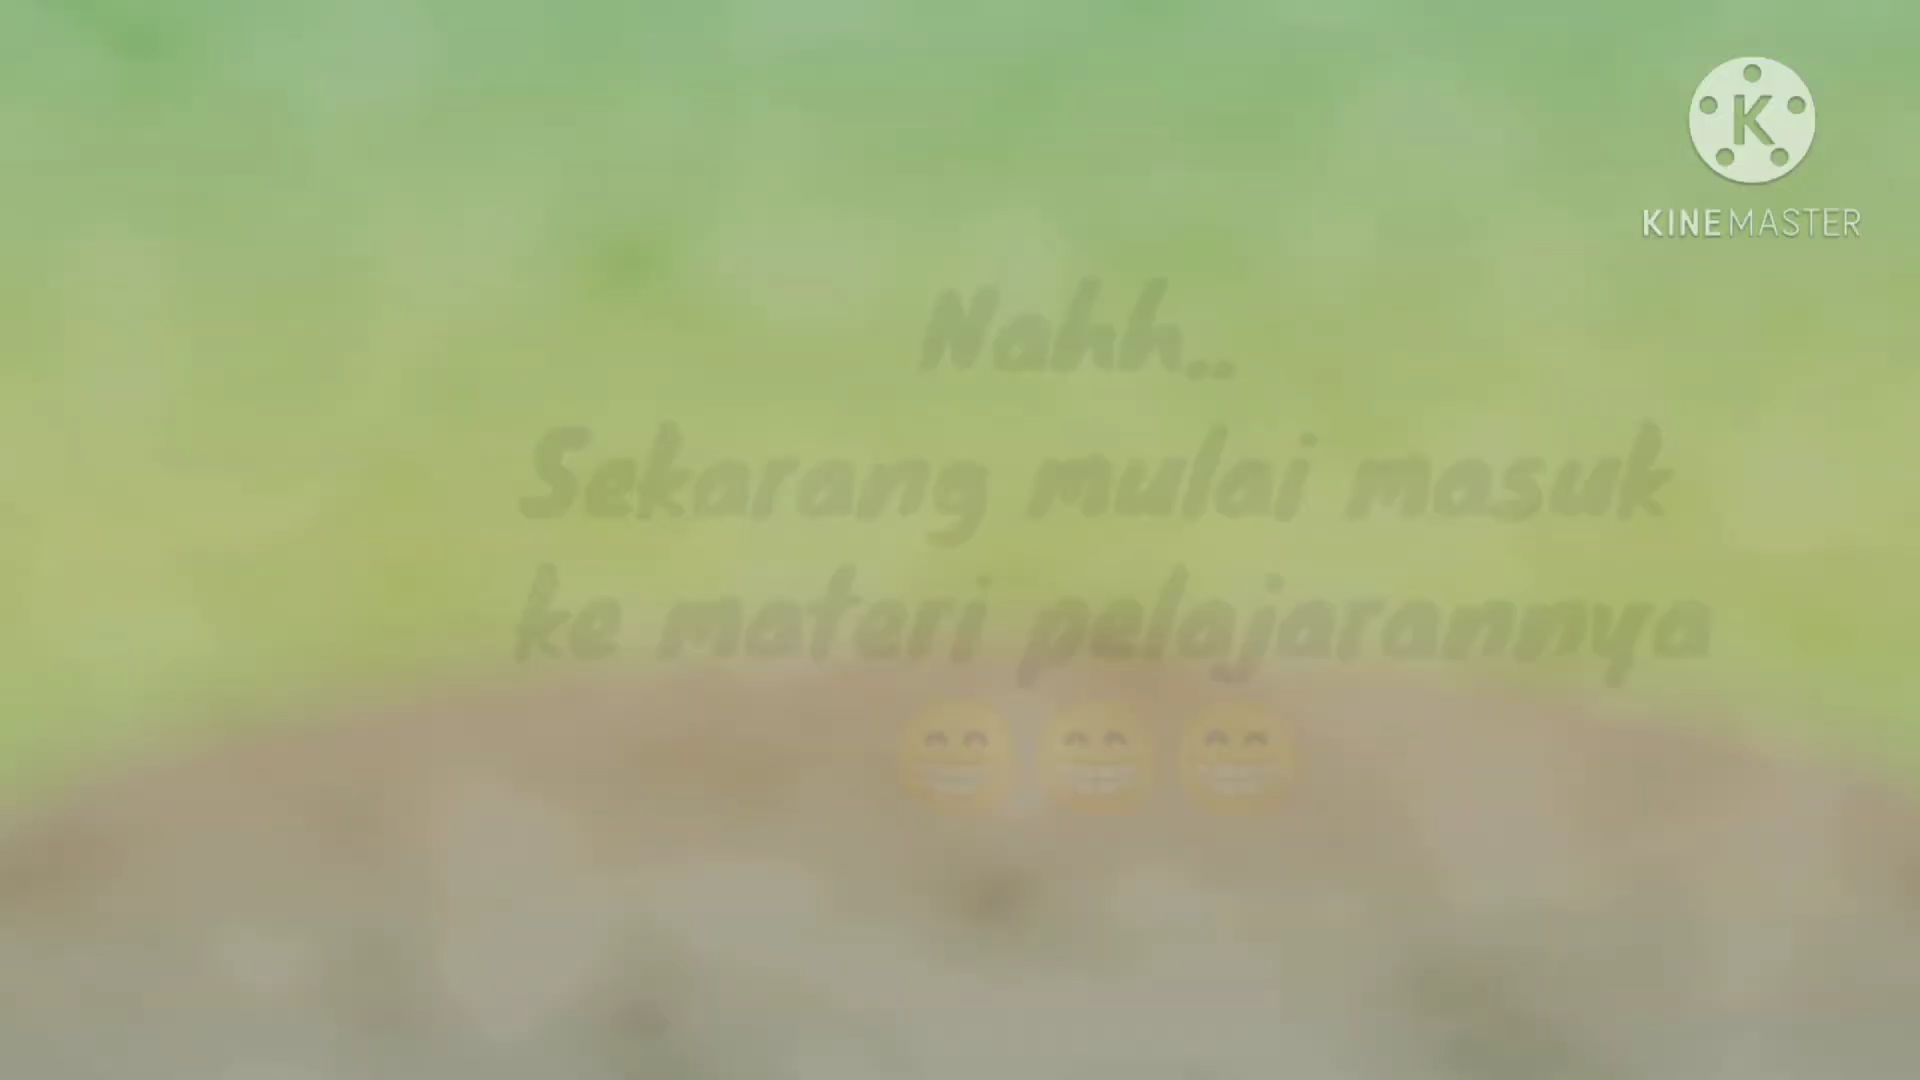 K
KINEMASTER
Nahh..
Sekarang mulai masuk
ke materi pelajarannya
😁😁😁